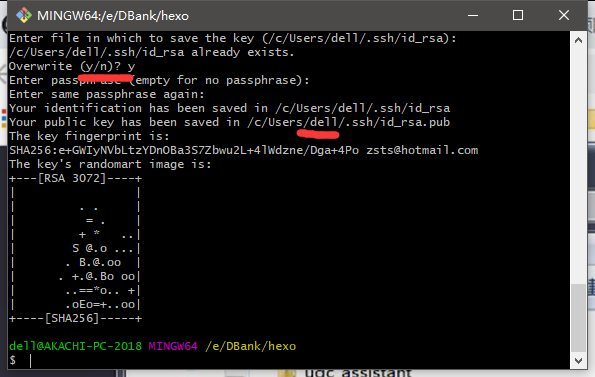 MINGW64:/e/DBank/hexo
Enter file in which to save the key (/c/Users/dell/.ssh/id_rsa):
/c/Users/dell/.ssh/id_rsa already exists.
Overwrite (y/n)? y
Enter passphrase (empty for no passphrase):
Enter same passphrase again:
Your identification has been saved in /c/Users/dell/.ssh/id_rsa
Your public key has been saved in /c/Users/dell/.ssh/id_rsa.pub
The key fingerprint is:
SHA256:e+GWIyNVbLtzYDnOBa3S7Zbwu2L+4lWdzne/Dga+4Po zsts@hotmail.com
The key's randomart image is:
+---[RSA 3072]----+
|                 |
|         . .     |
|          = .    |
|         + *   ..|
|        S @.o ...|
|       . B.@.oo  |
|      . +.@.Bo oo|
|       ..==*o.. +|
|       .oEo=+..oo|
+----[SHA256]-----+
dell@AKACHI-PC-2018 MINGW64 /e/DBank/hexo
$
udc_assistant